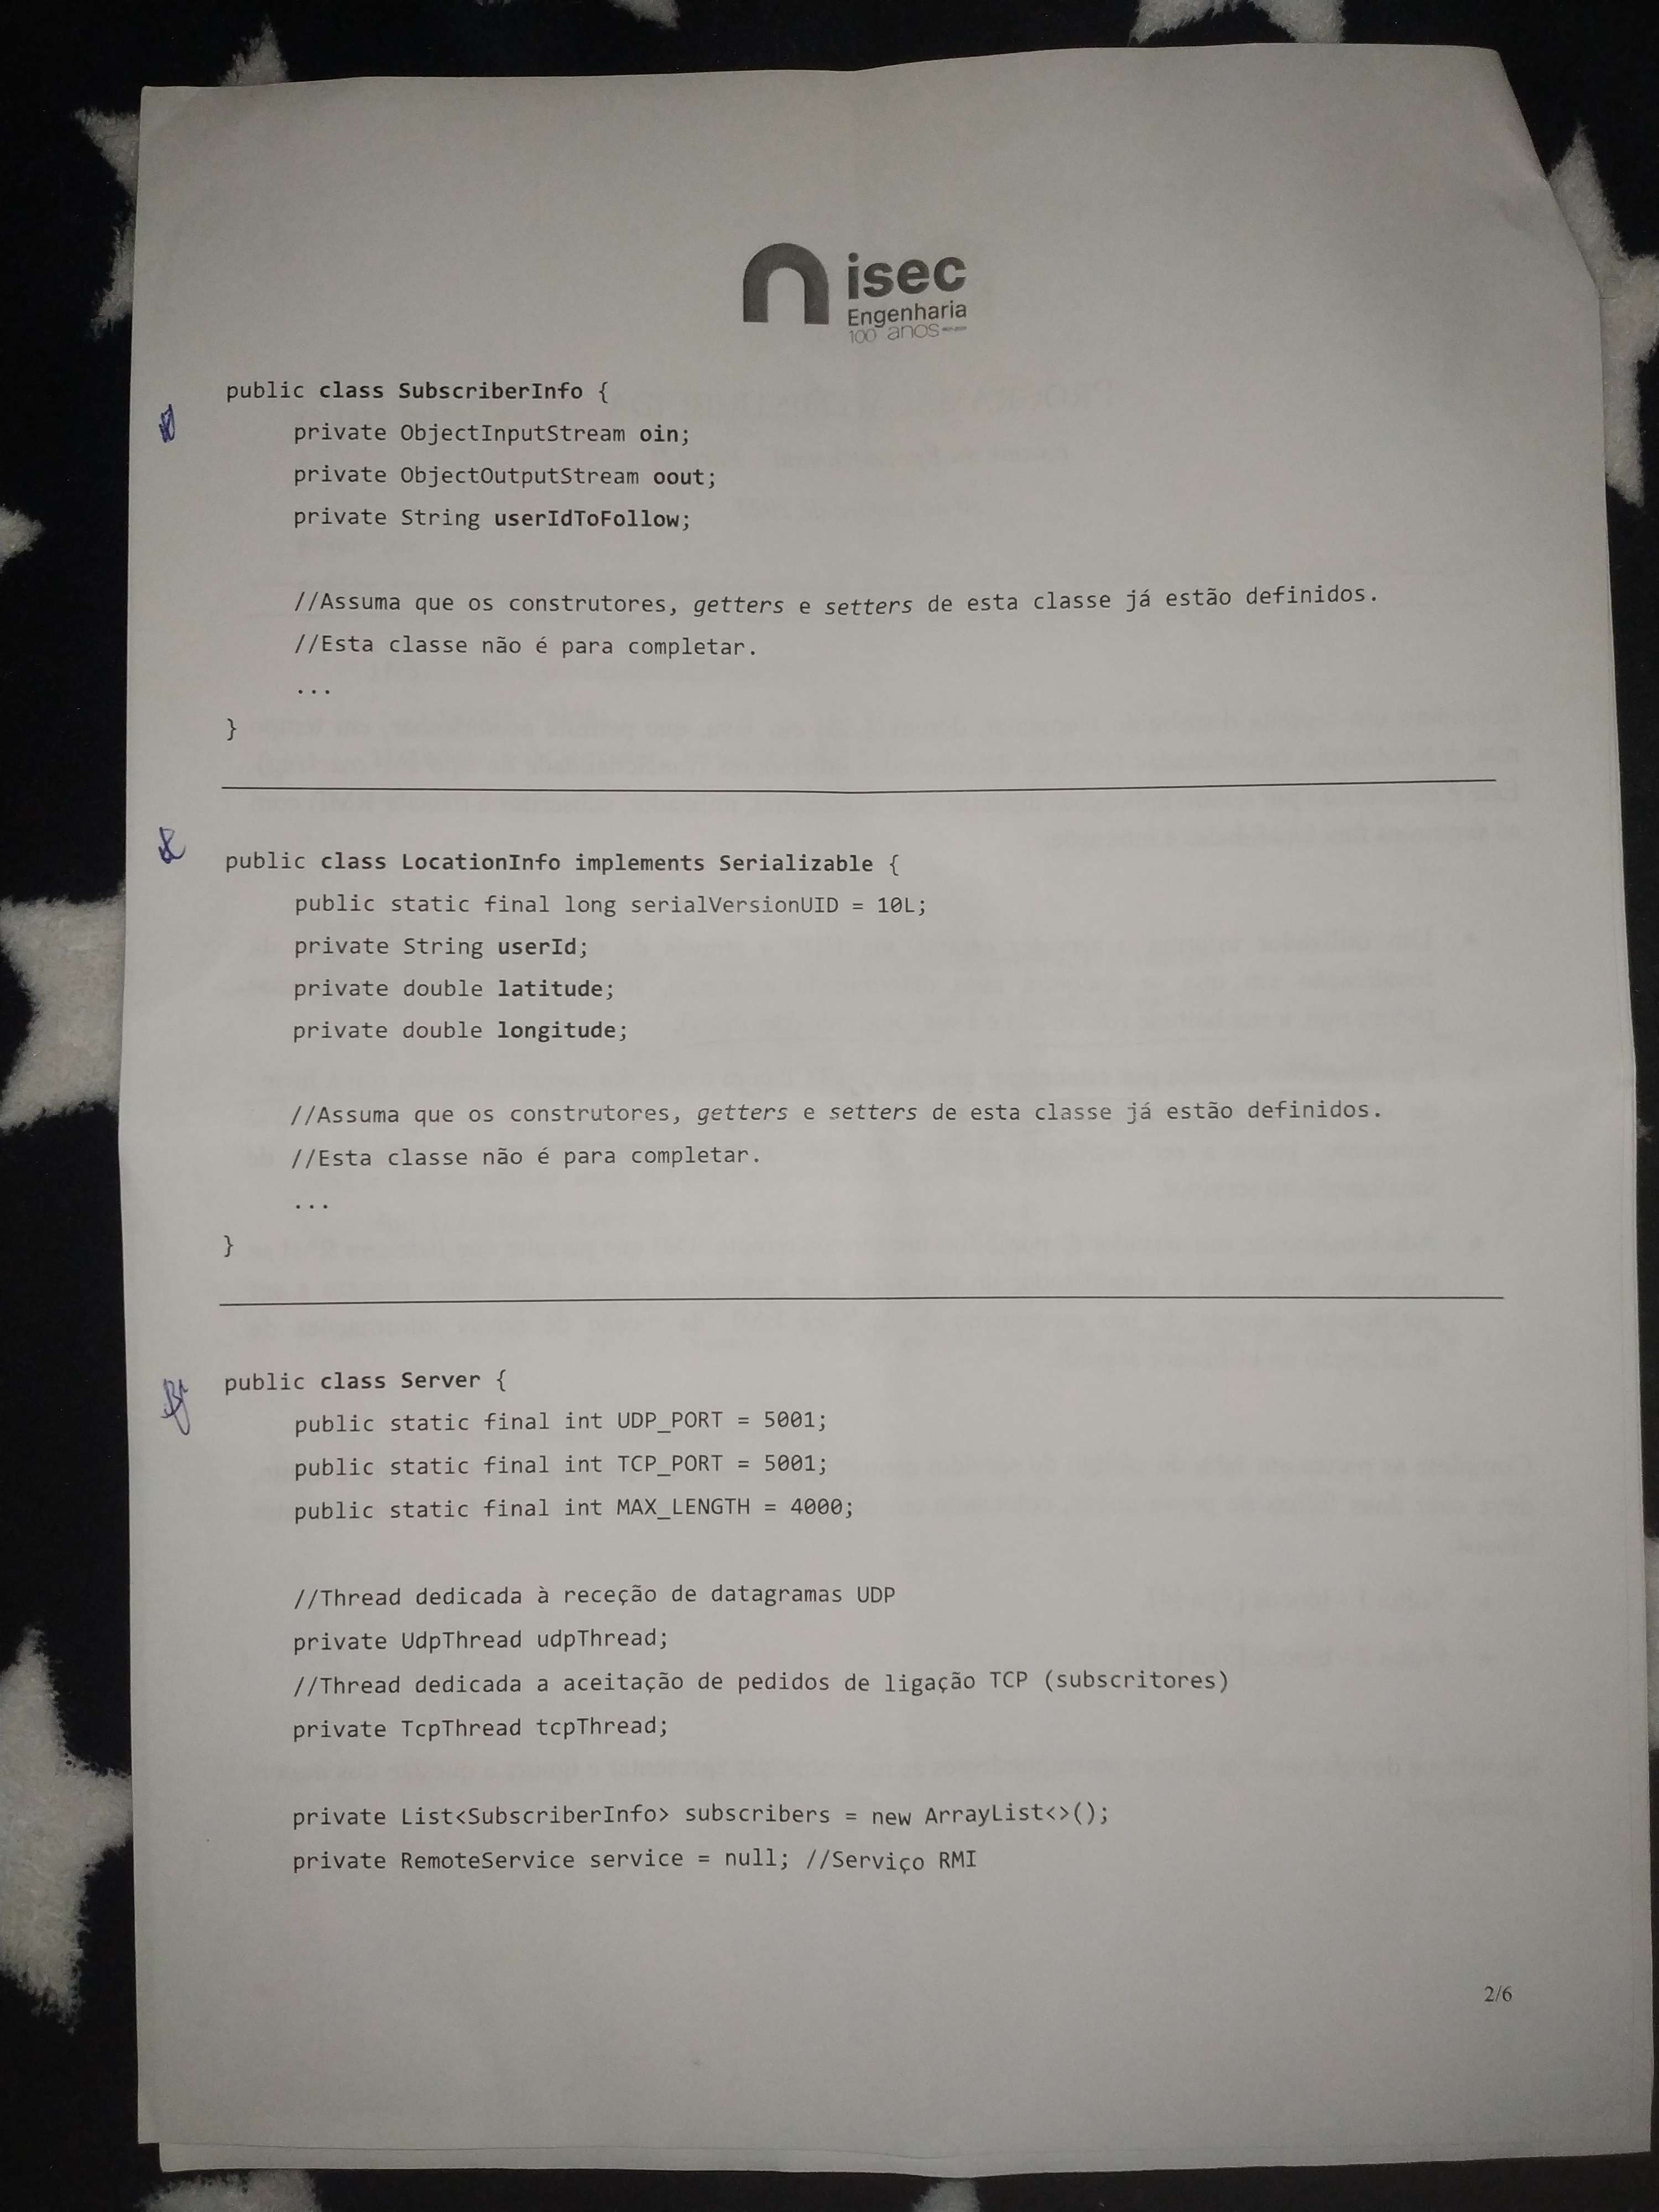 isec
Engenharia
100 anos
public class SubscriberInfo {
private ObjectInputStream oin;
private ObjectOutputStream oout;
private String userIdToFollow;
//Assuma que os construtores, getters e setters de esta classe já estão definidos.
//Esta classe não é para completar.
...
}
public class LocationInfo implements Serializable {
public static final long serialVersionUID = 10L;
private String userId;
private double latitude;
private double longitude;
//Assuma que os construtores, getters e setters de esta classe já estão definidos.
//Esta classe não é para completar.
...
}
public class Server {
public static final int UDP_PORT = 5001;
public static final int TCP_PORT = 5001;
public static final int MAX_LENGTH = 4000;
//Thread dedicada à receção de datagramas UDP
private UdpThread udpThread;
//Thread dedicada a aceitação de pedidos de ligação TCP (subscritores)
private TcpThread tcpThread;
private List<SubscriberInfo> subscribers = new ArrayList<>();
private RemoteService service = null; //Serviço RMI
2/6